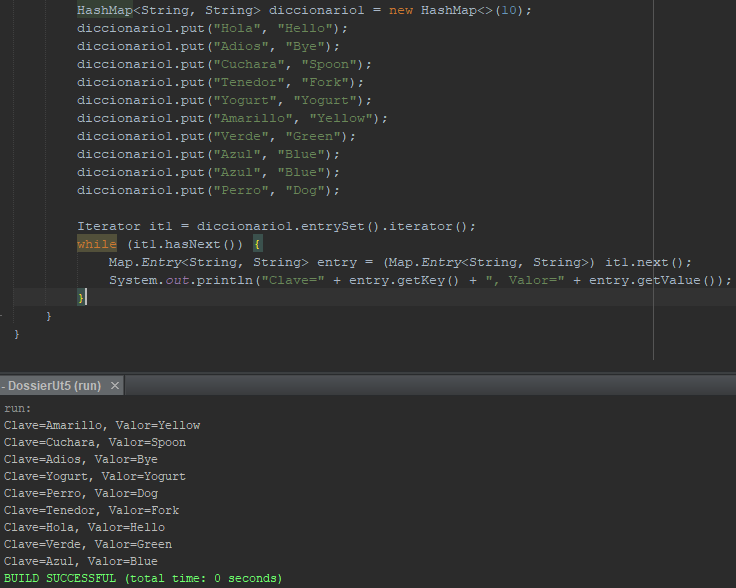 HashMap<String, String> diccionario1 = new HashMap<>(10);
diccionario1.put("Hola", "Hello");
diccionario1.put("Adios", "Bye");
diccionario1.put("Cuchara", "Spoon");
diccionario1.put("Tenedor", "Fork");
diccionario1.put("Yogurt", "Yogurt");
diccionario1.put("Amarillo", "Yellow");
diccionario1.put("Verde", "Green");
diccionario1.put("Azul", "Blue");
diccionario1.put("Azul", "Blue");
diccionario1.put("Perro", "Dog");
Iterator it1 = diccionario1.entrySet().iterator();
while (it1.hasNext()) {
Map.Entry<String, String> entry = (Map.Entry<String, String>) it1.next();
System.out.println("Clave=" + entry.getKey() + ", Valor=" + entry.getValue());
}
}
}
- DossierUt5 (run) ×
run:
Clave=Amarillo, Valor=Yellow
Clave=Cuchara, Valor=Spoon
Clave=Adios, Valor=Bye
Clave=Yogurt, Valor=Yogurt
Clave=Perro, Valor=Dog
Clave=Tenedor, Valor=Fork
Clave=Hola, Valor=Hello
Clave=Verde, Valor=Green
Clave=Azul, Valor=Blue
BUILD SUCCESSFUL (total time: 0 seconds)